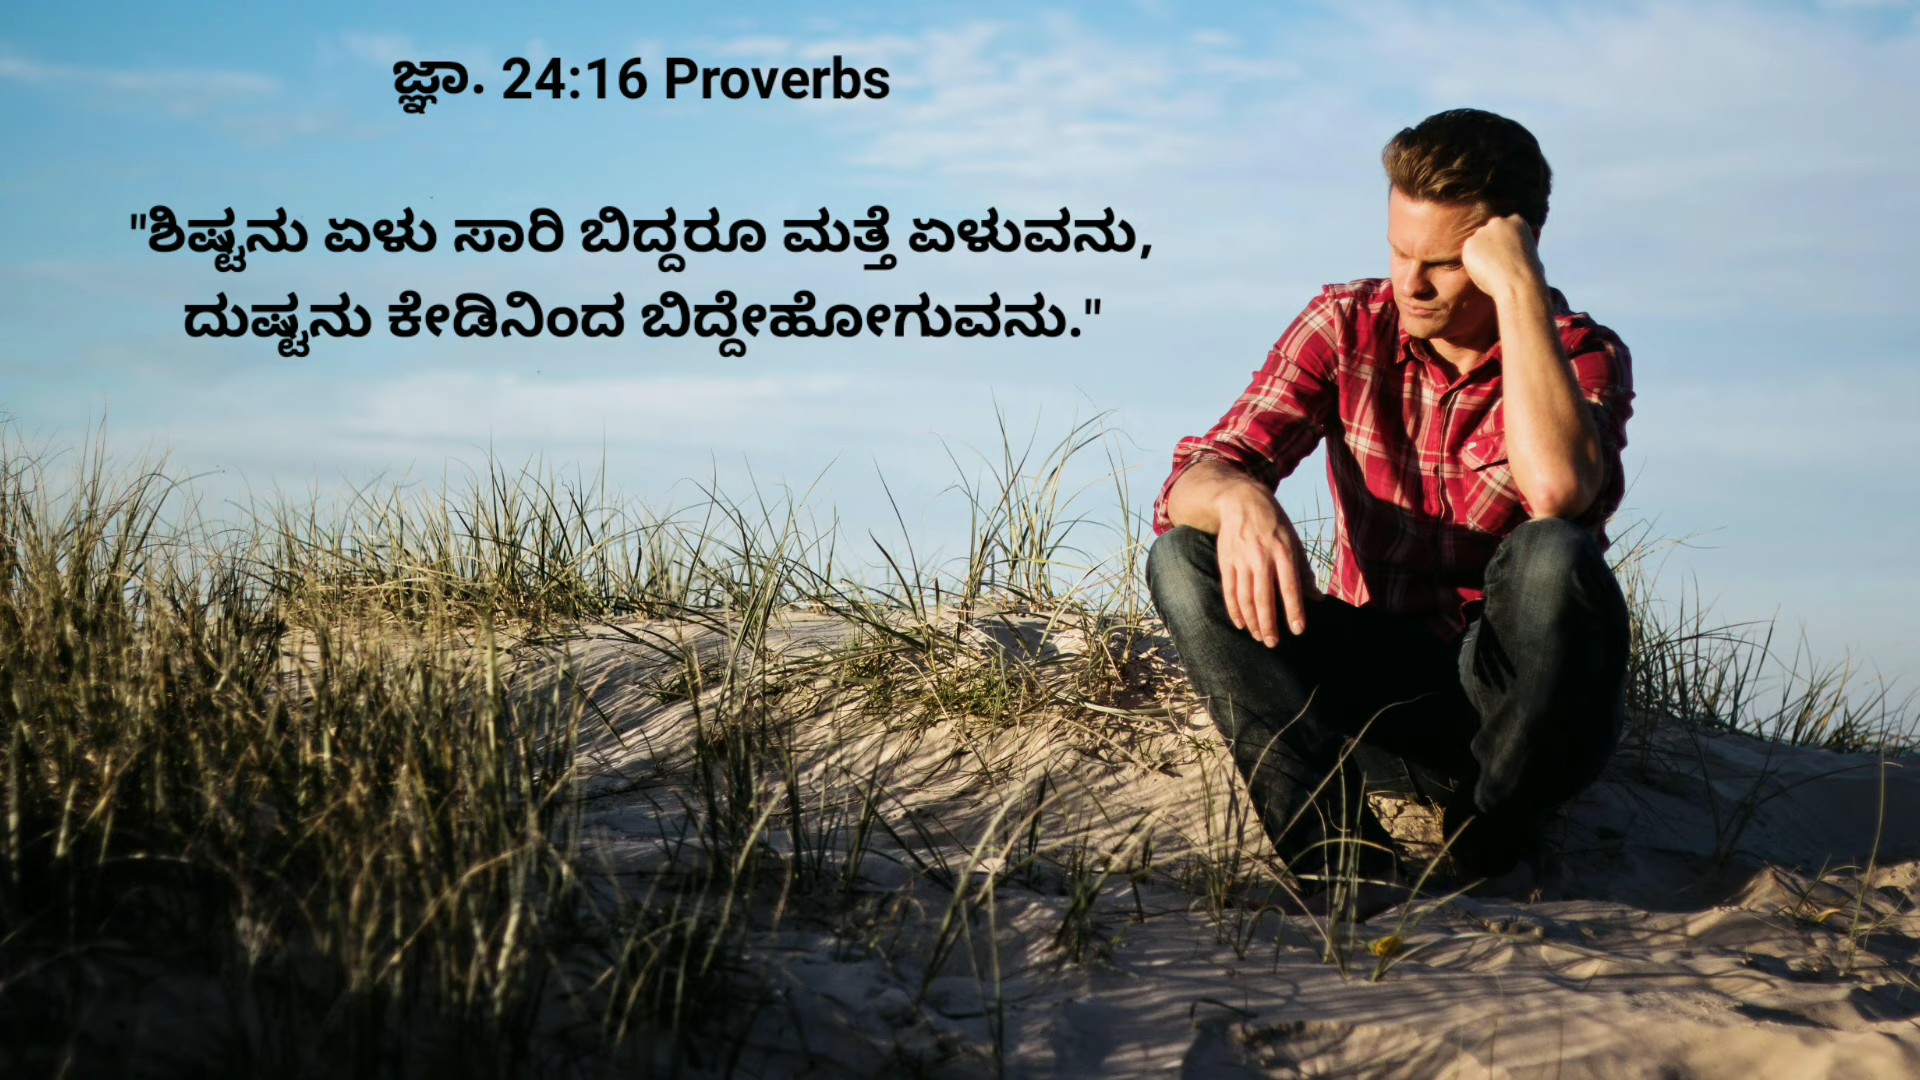 ಜ್ಞಾ. 24:16 Proverbs
"ಶಿಷ್ಟನು ಏಳು ಸಾರಿ ಬಿದ್ದರೂ ಮತ್ತೆ ಏಳುವನು,
ದುಷ್ಟನು ಕೇಡಿನಿಂದ ಬಿದ್ದೇಹೋಗುವನು."